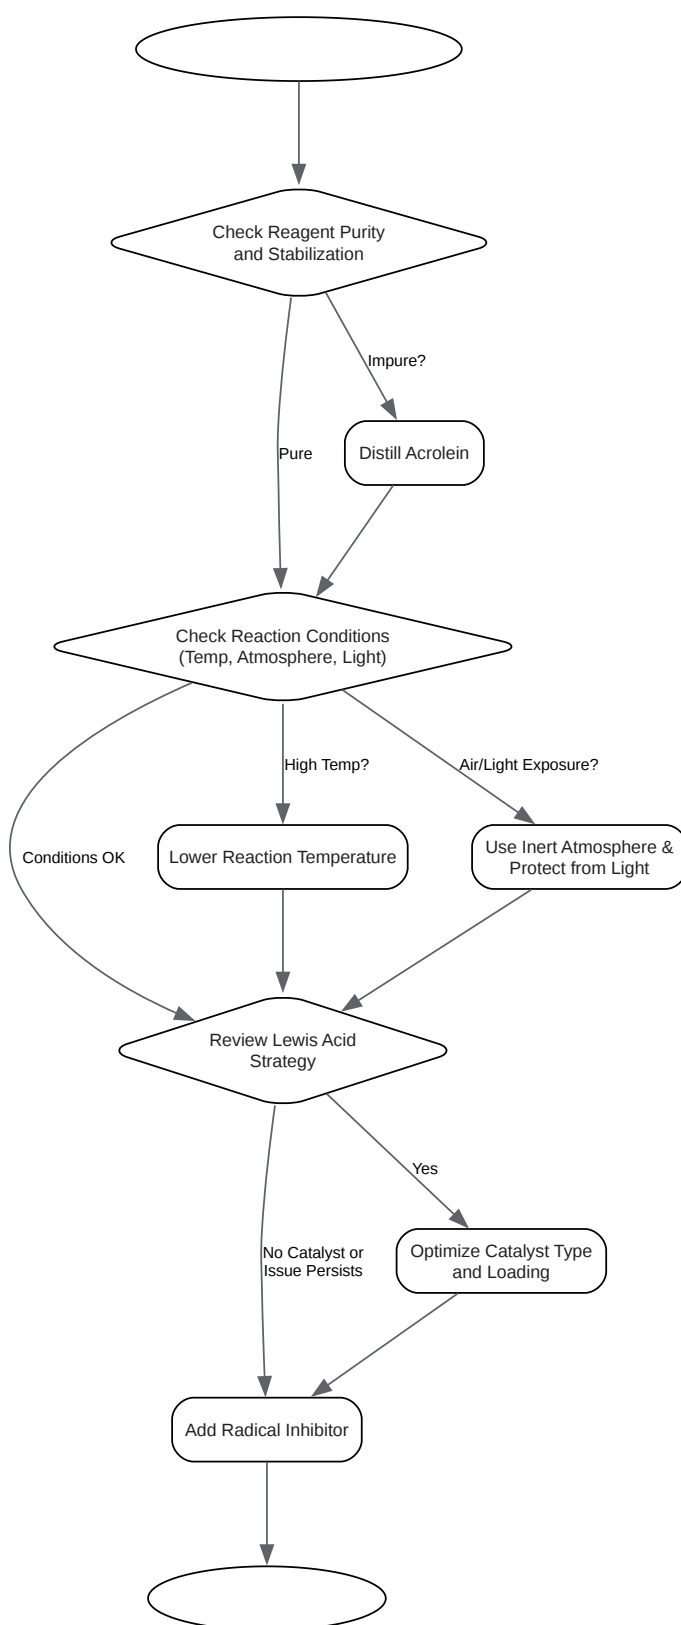 Check Reagent Purity
and Stabilization
Impure?
Pure
Distill Acrolein
Check Reaction Conditions
(Temp, Atmosphere, Light)
High Temp?
Air/Light Exposure?
Conditions OK
Lower Reaction Temperature
Use Inert Atmosphere &
Protect from Light
Review Lewis Acid
Strategy
Yes
No Catalyst or
Issue Persists
Optimize Catalyst Type
and Loading
Add Radical Inhibitor